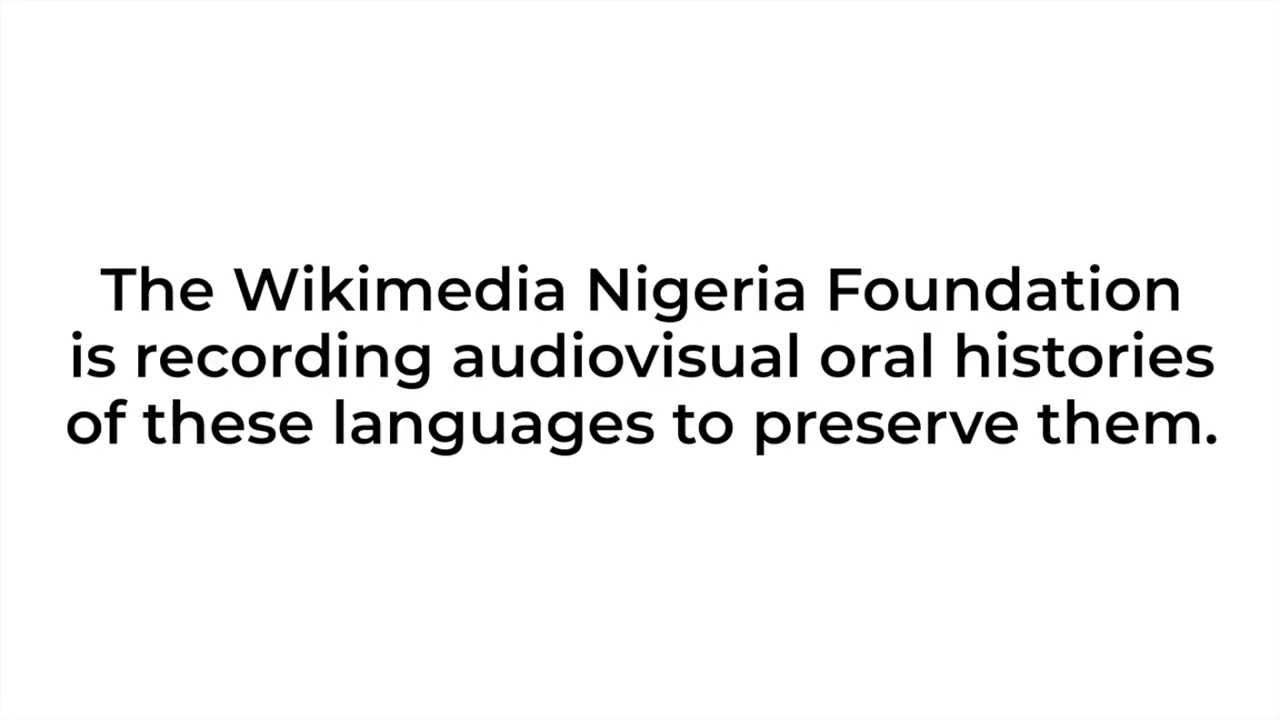 The Wikimedia Nigeria Foundation
is recording audiovisual oral histories
of these languages to preserve them.